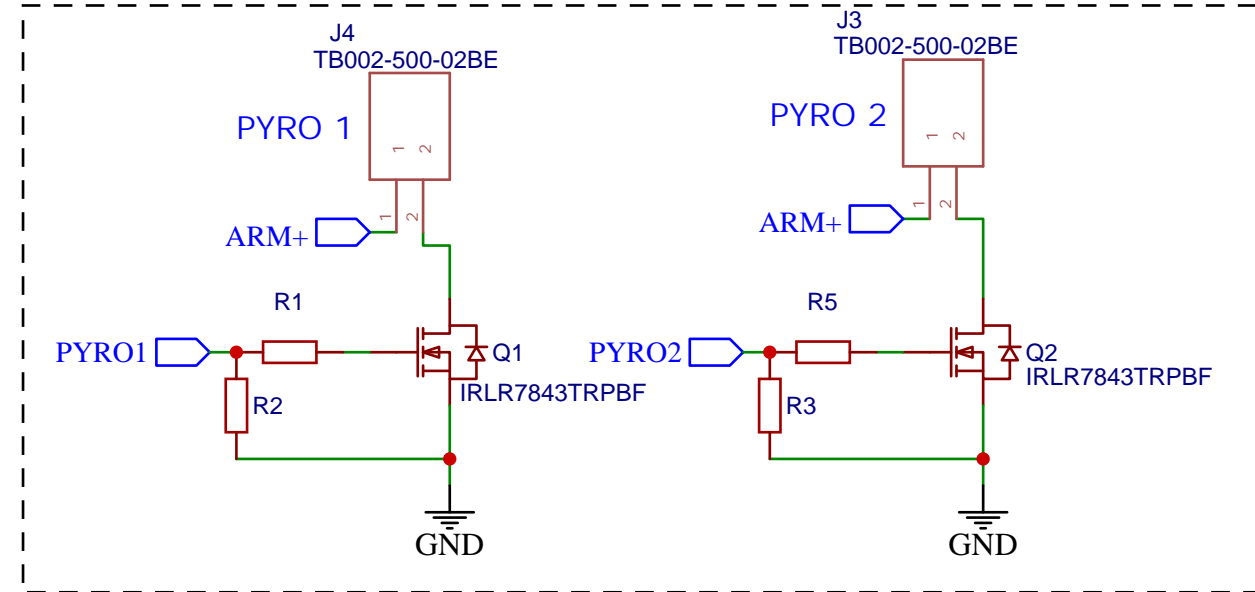 J4
TB002-500-02BE
PYRO 1
1
2
1
2
ARM+
R1
PYRO1
R2
Q1
IRLR7843TRPBF
GND
J3
TB002-500-02BE
PYRO 2
1
2
1
2
ARM+
R5
PYRO2
R3
Q2
IRLR7843TRPBF
GND